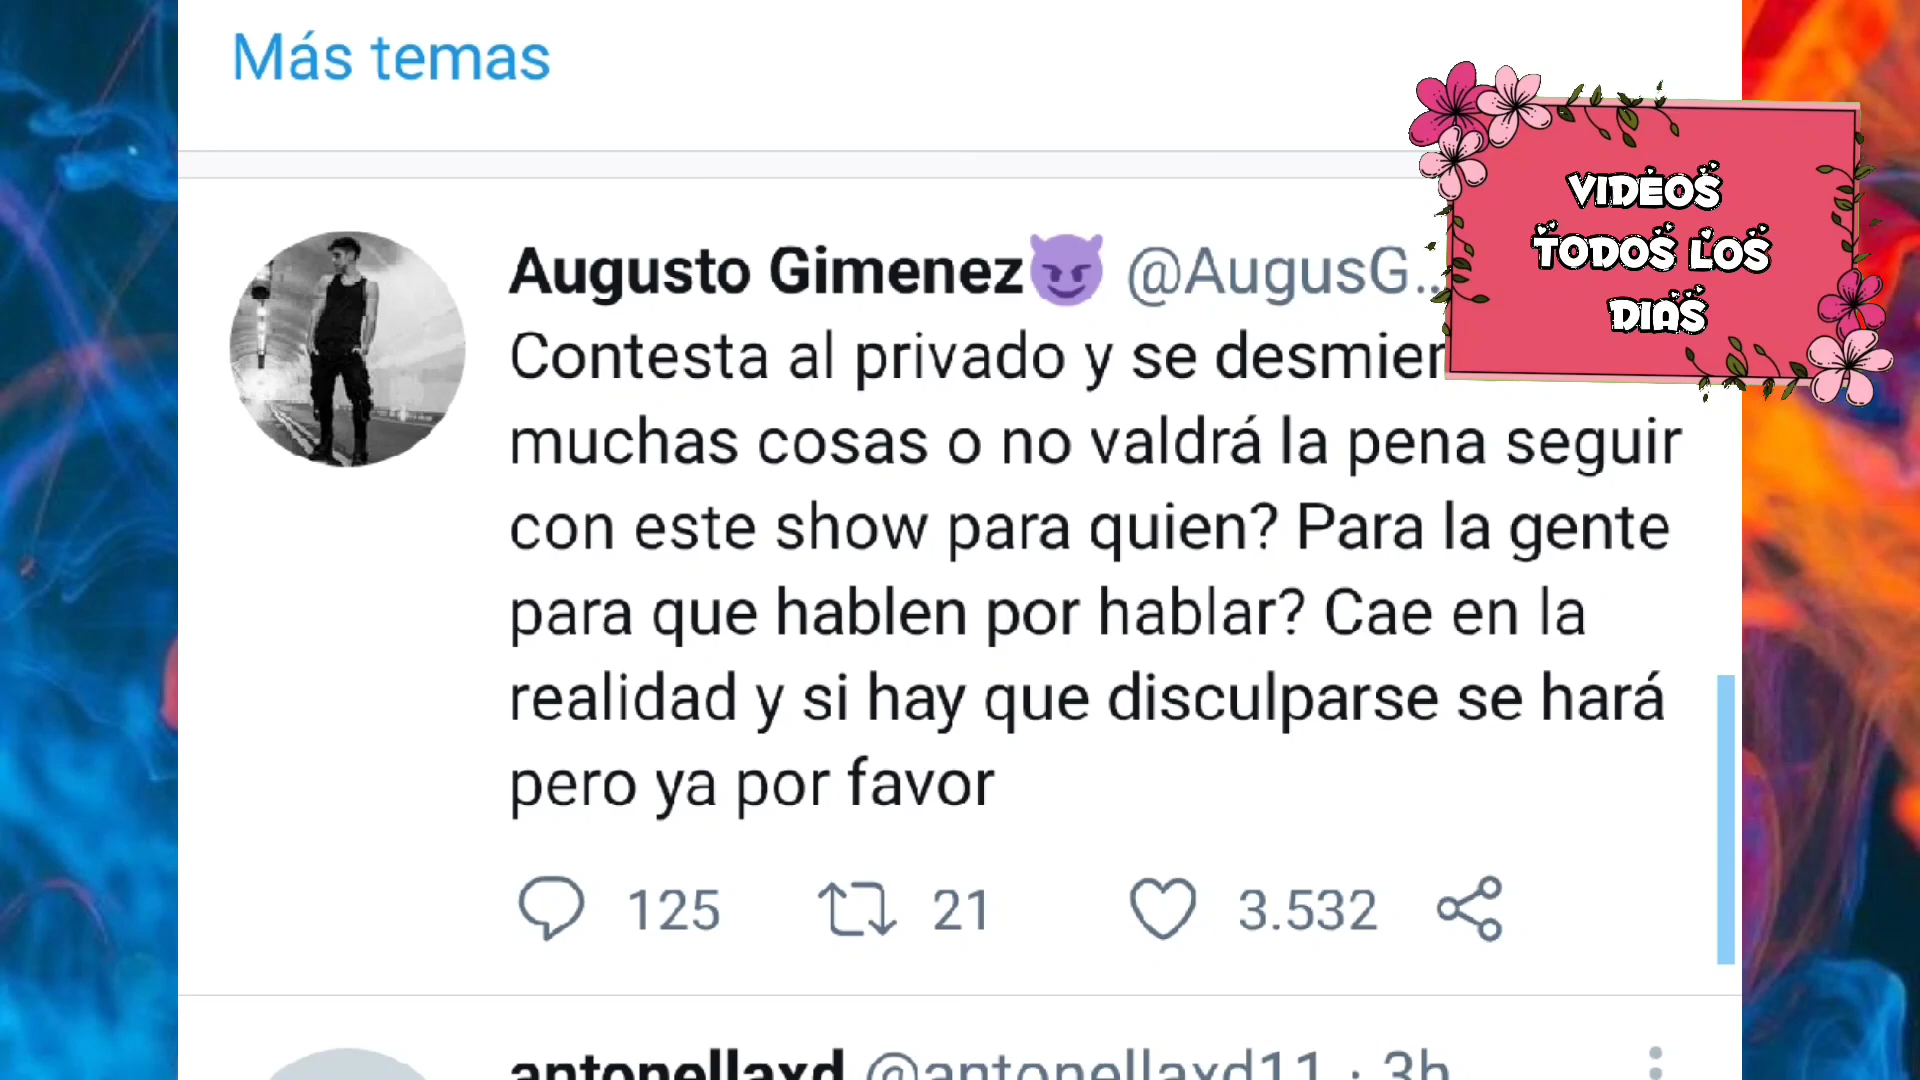 Más temas
Augusto Gimenez😈 @AugusG...
Contesta al privado y se desmien
muchas cosas o no valdrá la pena seguir
con este show para quien? Para la gente
para que hablen por hablar? Cae en la
realidad y si hay que disculparse se hará
pero ya por favor
125 21 3.532
antonellaxd @antonellaxd11 · 3h
VIDEOS
TODOS LOS
DIAS